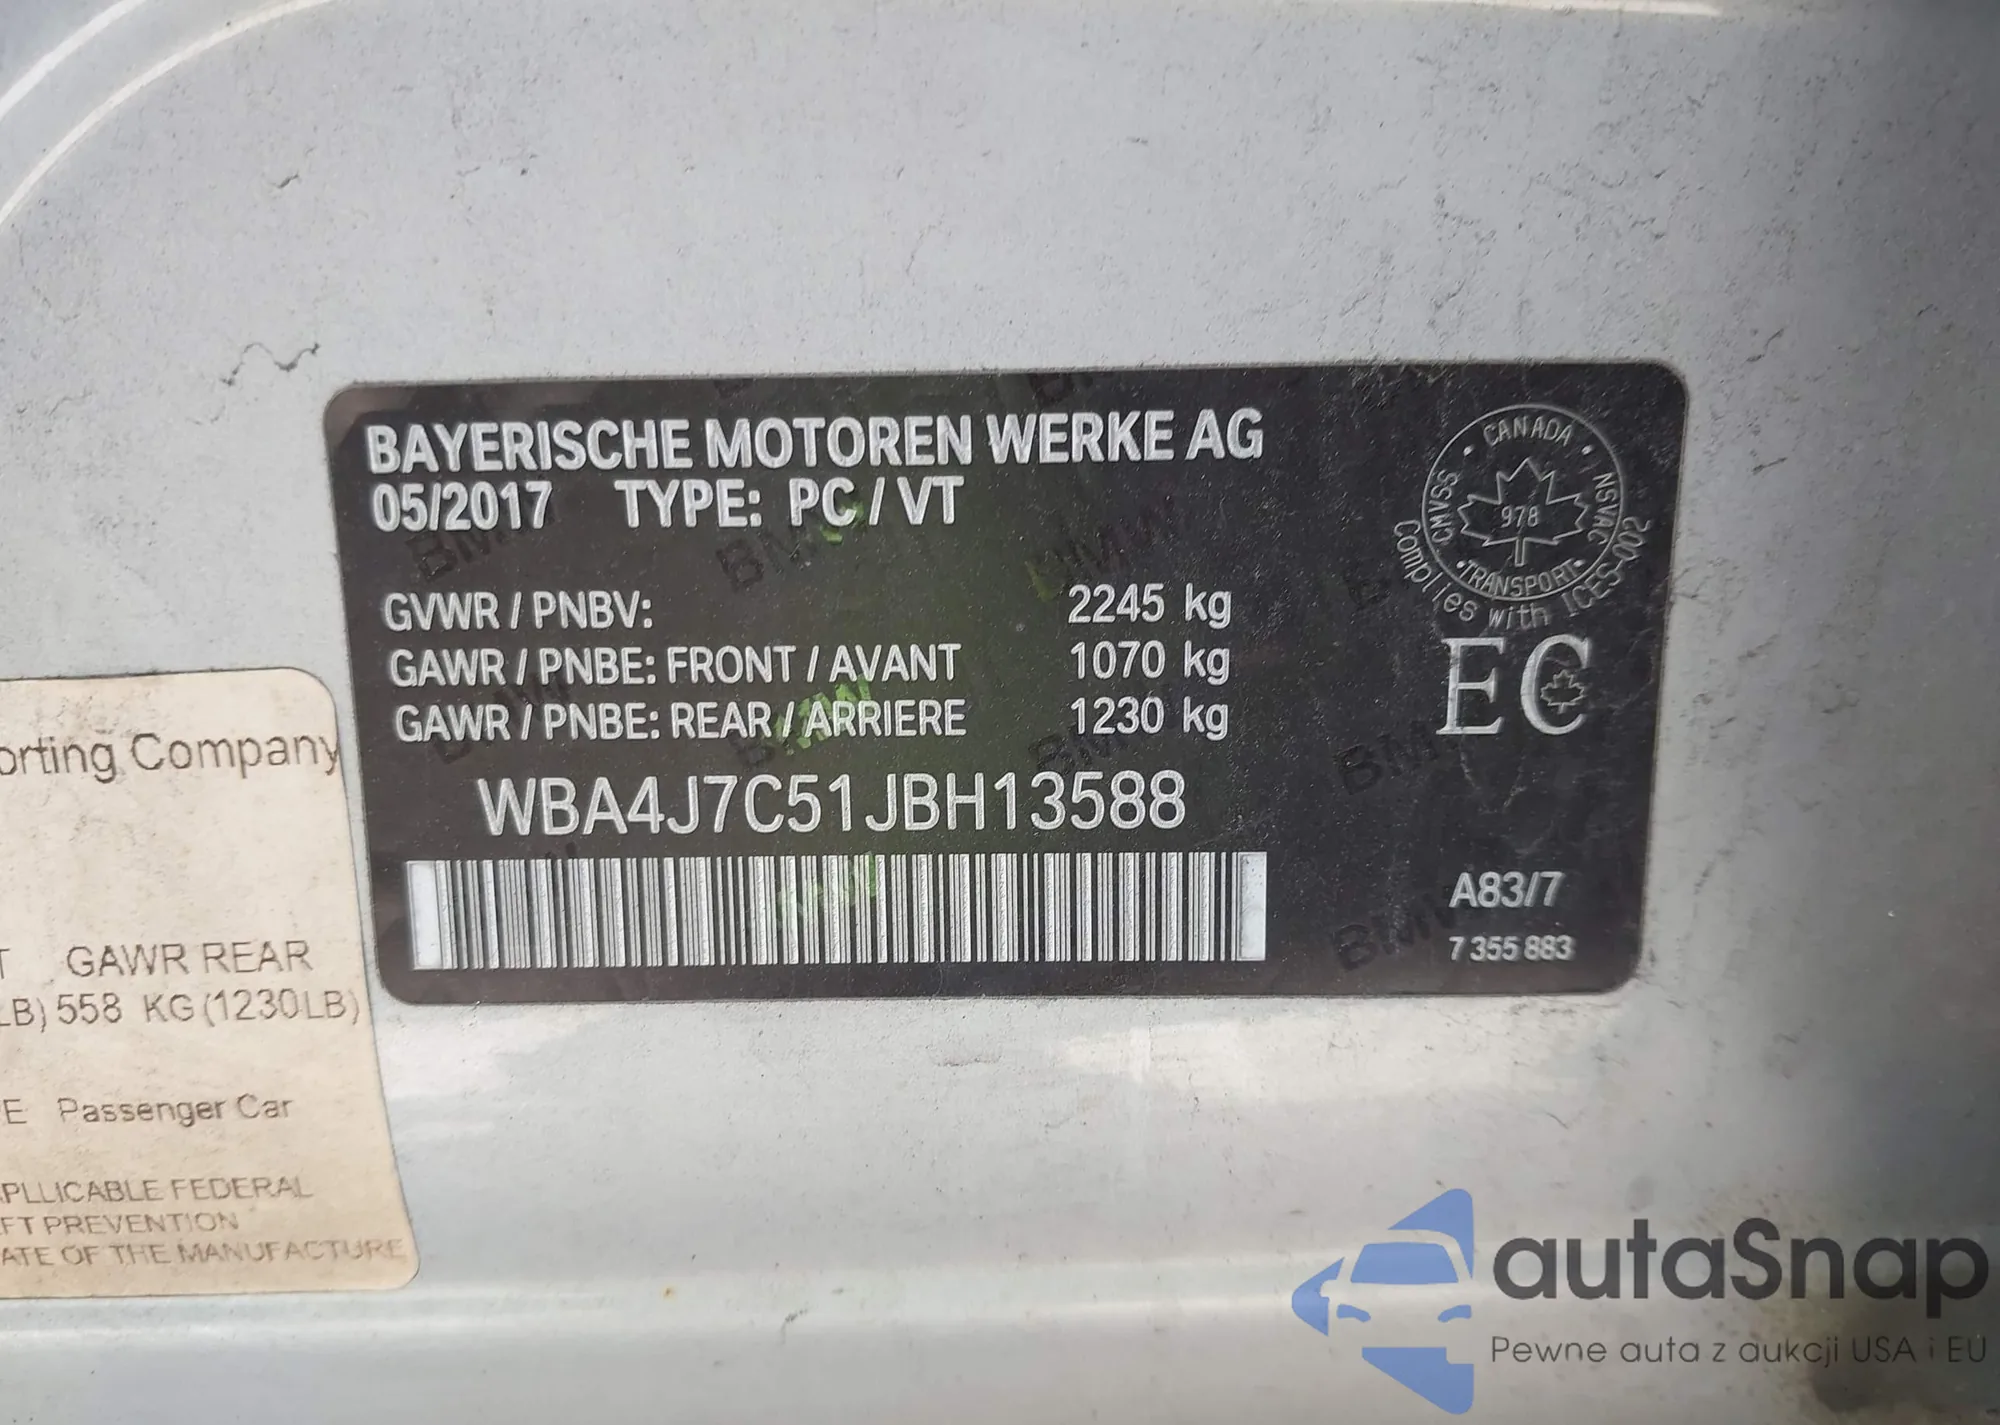 BAYERISCHE MOTOREN WERKE AG
05/2017 TYPE: PC / VT
GVWR / PNBV: 2245 kg
GAWR / PNBE: FRONT / AVANT 1070 kg
GAWR / PNBE: REAR / ARRIERE 1230 kg
WBA4J7C51JBH13588
CANADA
CMVSS
978
NSVAC
TRANSPORT
Complies with ICES-002
EC
A83/7
7 355 883
orting Company
T GAWR REAR
LB) 558 KG (1230LB)
E Passenger Car
PLLICABLE FEDERAL
FT PREVENTION
ATE OF THE MANUFACTURE
autaSnap
Pewne auta z aukcji USA i EU